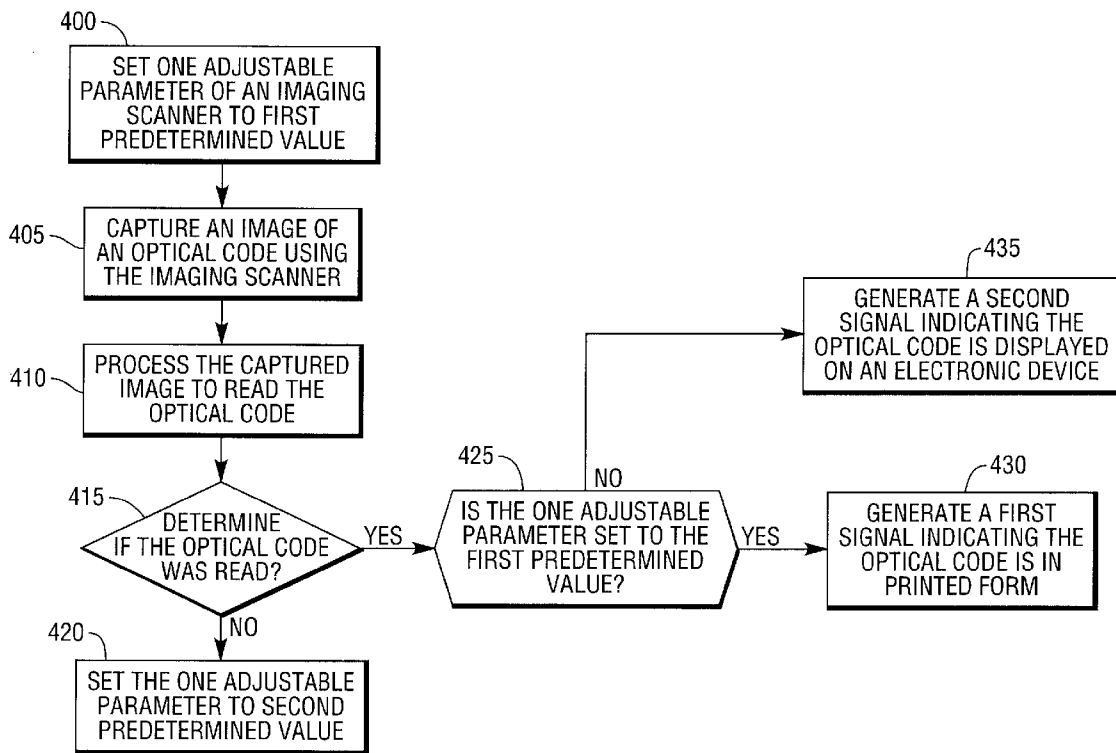 400
SET ONE ADJUSTABLE
PARAMETER OF AN IMAGING
SCANNER TO FIRST
PREDETERMINED VALUE
405
CAPTURE AN IMAGE OF
AN OPTICAL CODE USING
THE IMAGING SCANNER
410
PROCESS THE CAPTURED
IMAGE TO READ THE
OPTICAL CODE
415
DETERMINE
IF THE OPTICAL CODE
WAS READ?
YES
NO
420
SET THE ONE ADJUSTABLE
PARAMETER TO SECOND
PREDETERMINED VALUE
425
IS THE ONE ADJUSTABLE
PARAMETER SET TO THE
FIRST PREDETERMINED
VALUE?
NO
YES
435
GENERATE A SECOND
SIGNAL INDICATING THE
OPTICAL CODE IS DISPLAYED
ON AN ELECTRONIC DEVICE
430
GENERATE A FIRST
SIGNAL INDICATING THE
OPTICAL CODE IS IN
PRINTED FORM